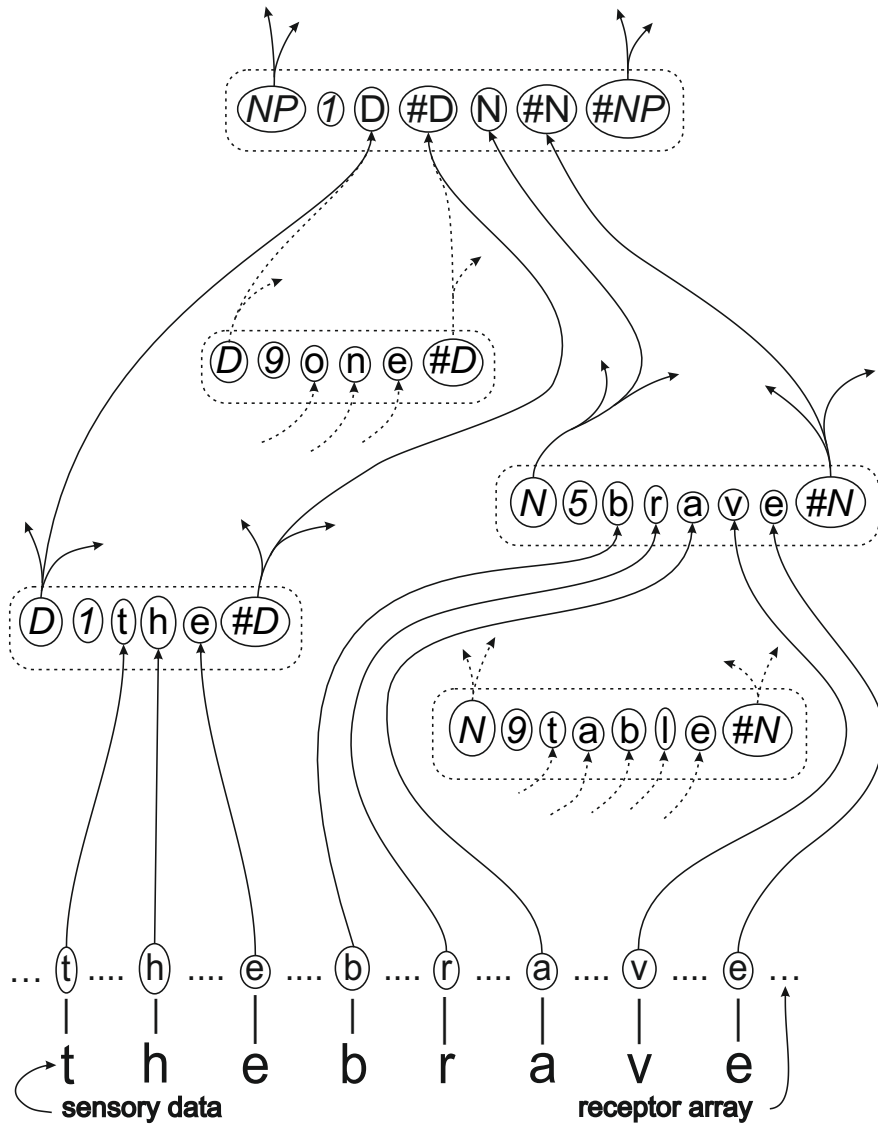 NP 1 D #D N #N #NP
D 9 o n e #D
N 5 b r a v e #N
D 1 t h e #D
N 9 t a b l e #N
... t .... h .... e .... b .... r .... a .... v .... e ...
t h e b r a v e
sensory data receptor array